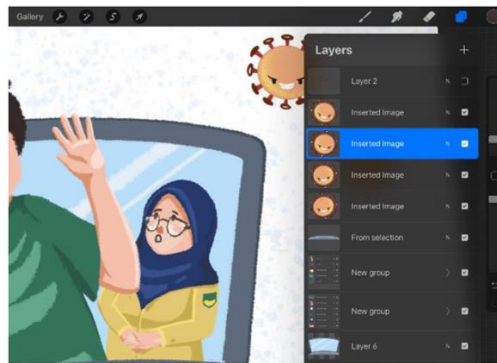 Gallery
Layers
Layer 2 N
Inserted Image N
Inserted Image N
Inserted Image N
Inserted Image N
From selection N
New group
New group
Layer 6 N